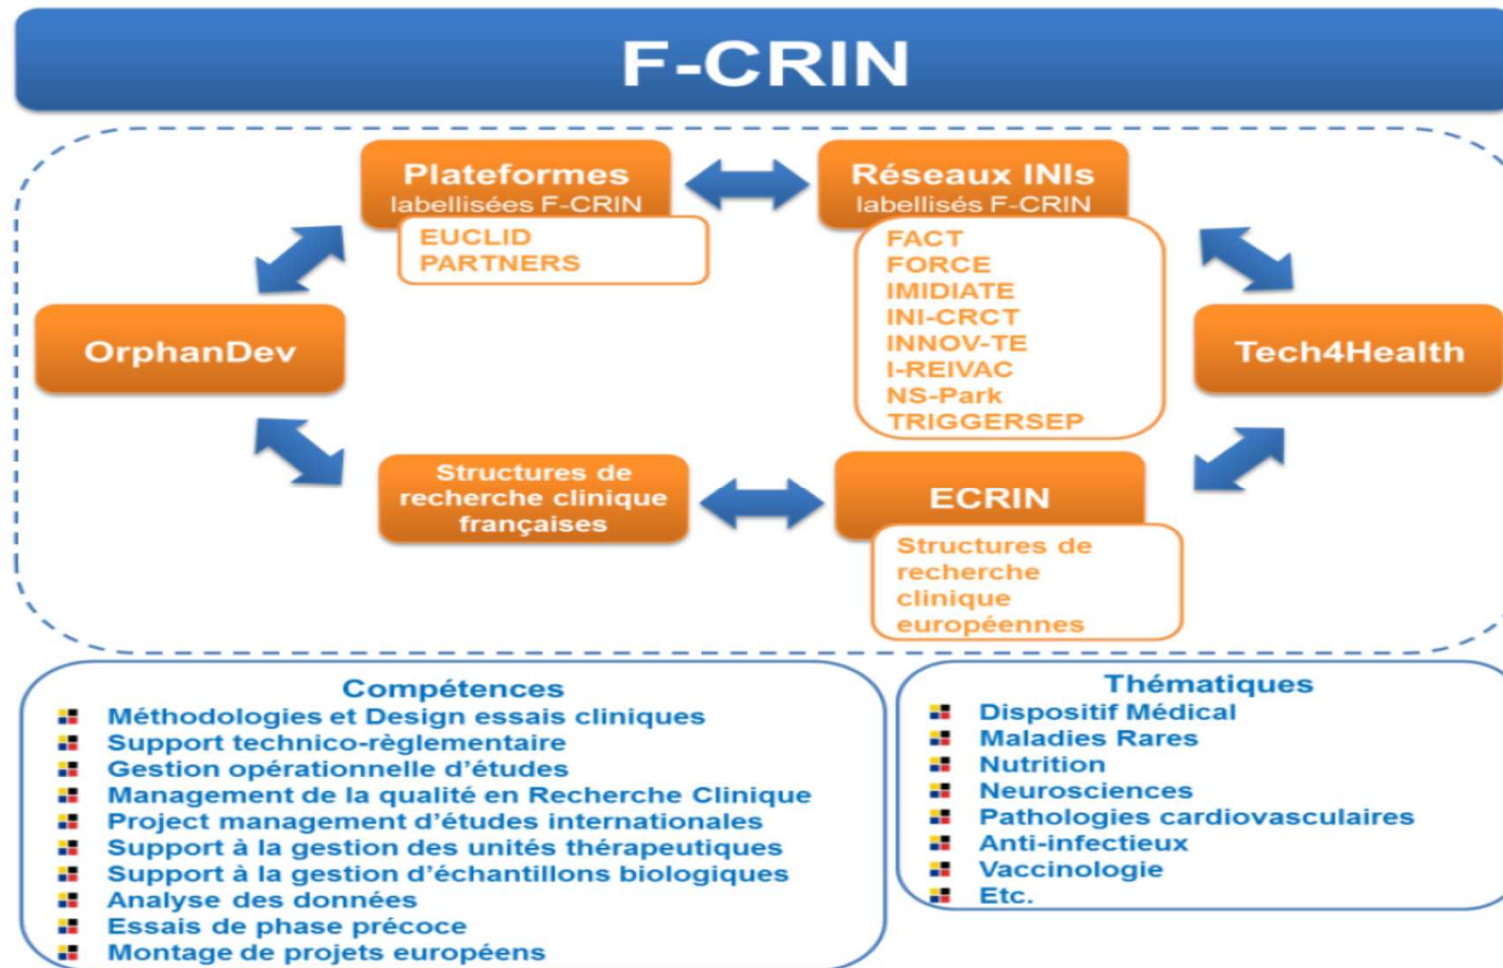 F-CRIN
Plateformes
labellisées F-CRIN
EUCLID
PARTNERS
Réseaux INIs
labellisés F-CRIN
FACT
FORCE
IMIDIATE
INI-CRCT
INNOV-TE
I-REIVAC
NS-Park
TRIGGERSEP
OrphanDev
Tech4Health
Structures de
recherche clinique
françaises
ECRIN
Structures de
recherche
clinique
européennes
Compétences
Méthodologies et Design essais cliniques
Support technico-règlementaire
Gestion opérationnelle d'études
Management de la qualité en Recherche Clinique
Project management d'études internationales
Support à la gestion des unités thérapeutiques
Support à la gestion d'échantillons biologiques
Analyse des données
Essais de phase précoce
Montage de projets européens
Thématiques
Dispositif Médical
Maladies Rares
Nutrition
Neurosciences
Pathologies cardiovasculaires
Anti-infectieux
Vaccinologie
Etc.